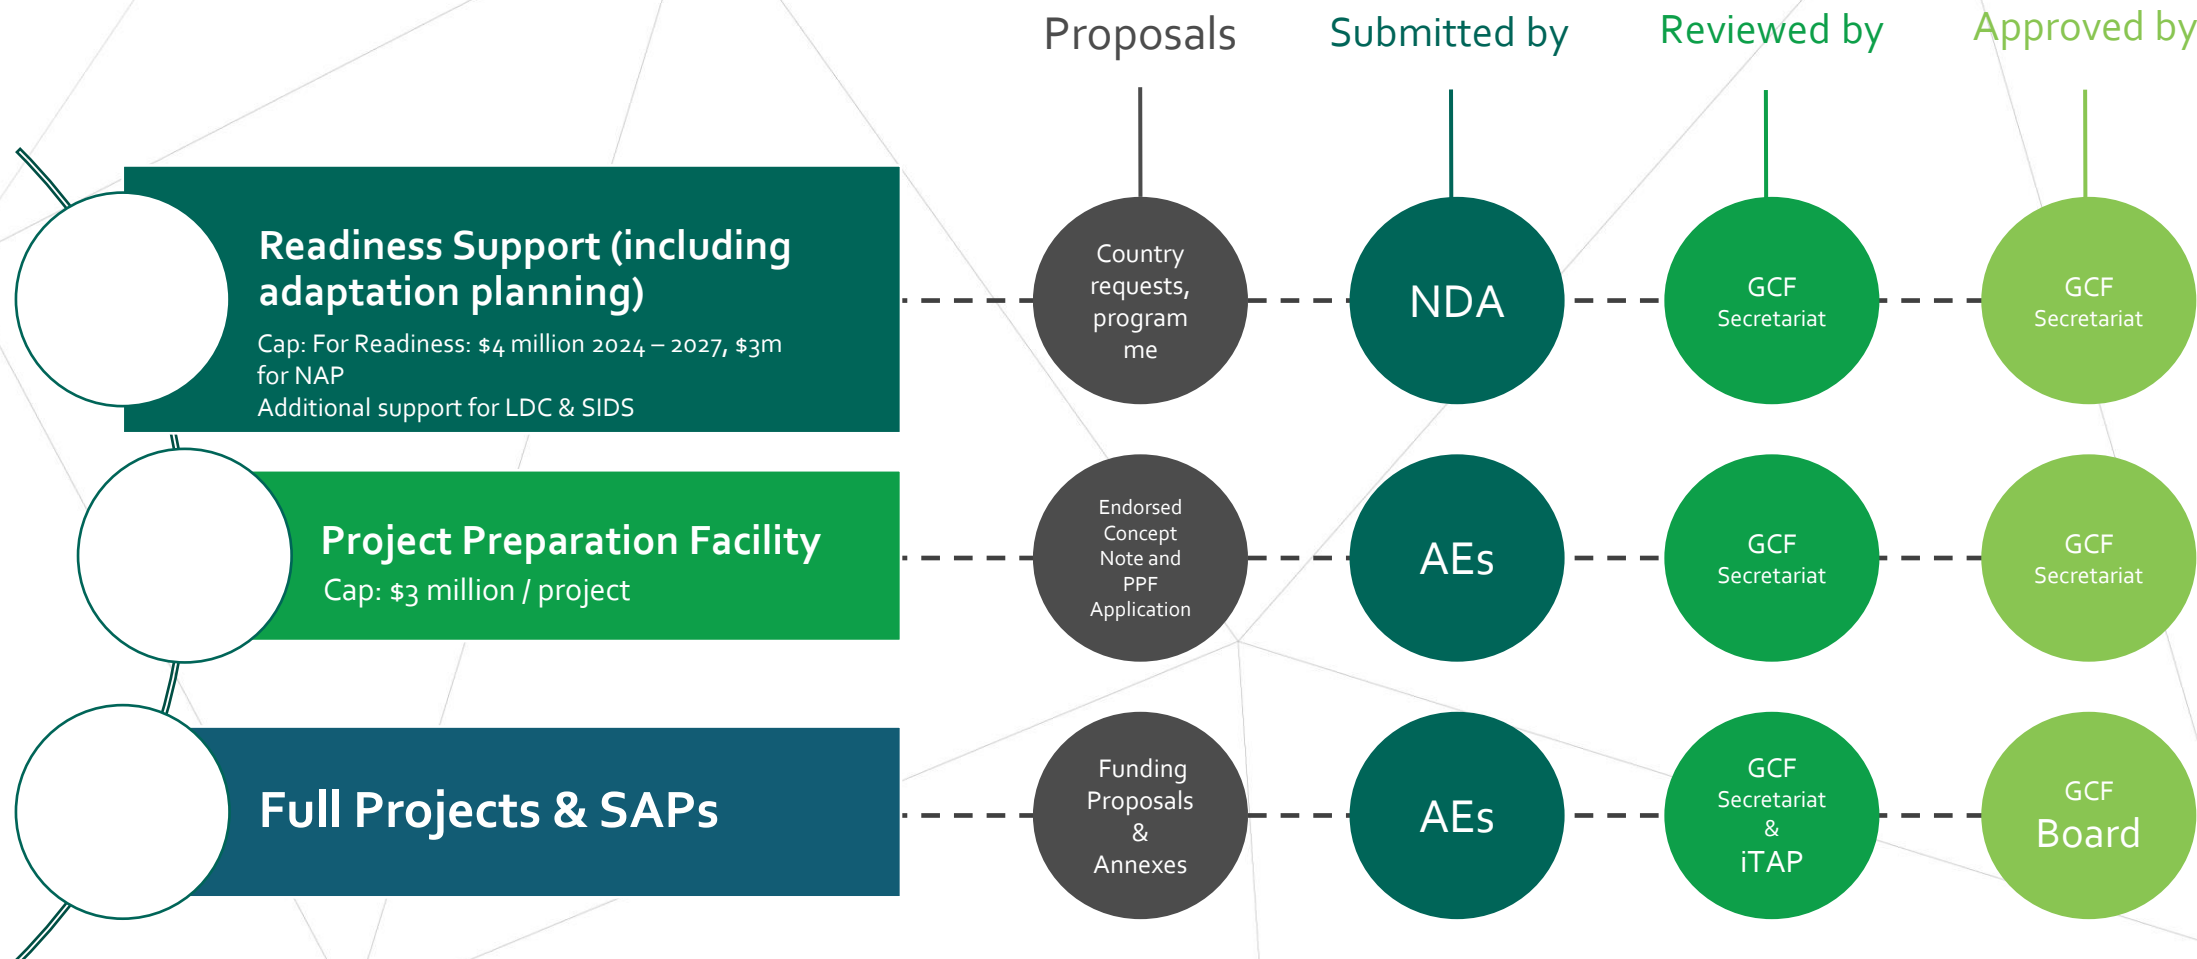 Proposals
Submitted by
Reviewed by
Approved by
Readiness Support (including
adaptation planning)
Cap: For Readiness: $4 million 2024 – 2027, $3m
for NAP
Additional support for LDC & SIDS
Country
requests,
program
me
NDA
GCF
Secretariat
GCF
Secretariat
Project Preparation Facility
Cap: $3 million / project
Endorsed
Concept
Note and
PPF
Application
AEs
GCF
Secretariat
GCF
Secretariat
Full Projects & SAPs
Funding
Proposals
&
Annexes
AEs
GCF
Secretariat
&
iTAP
GCF
Board